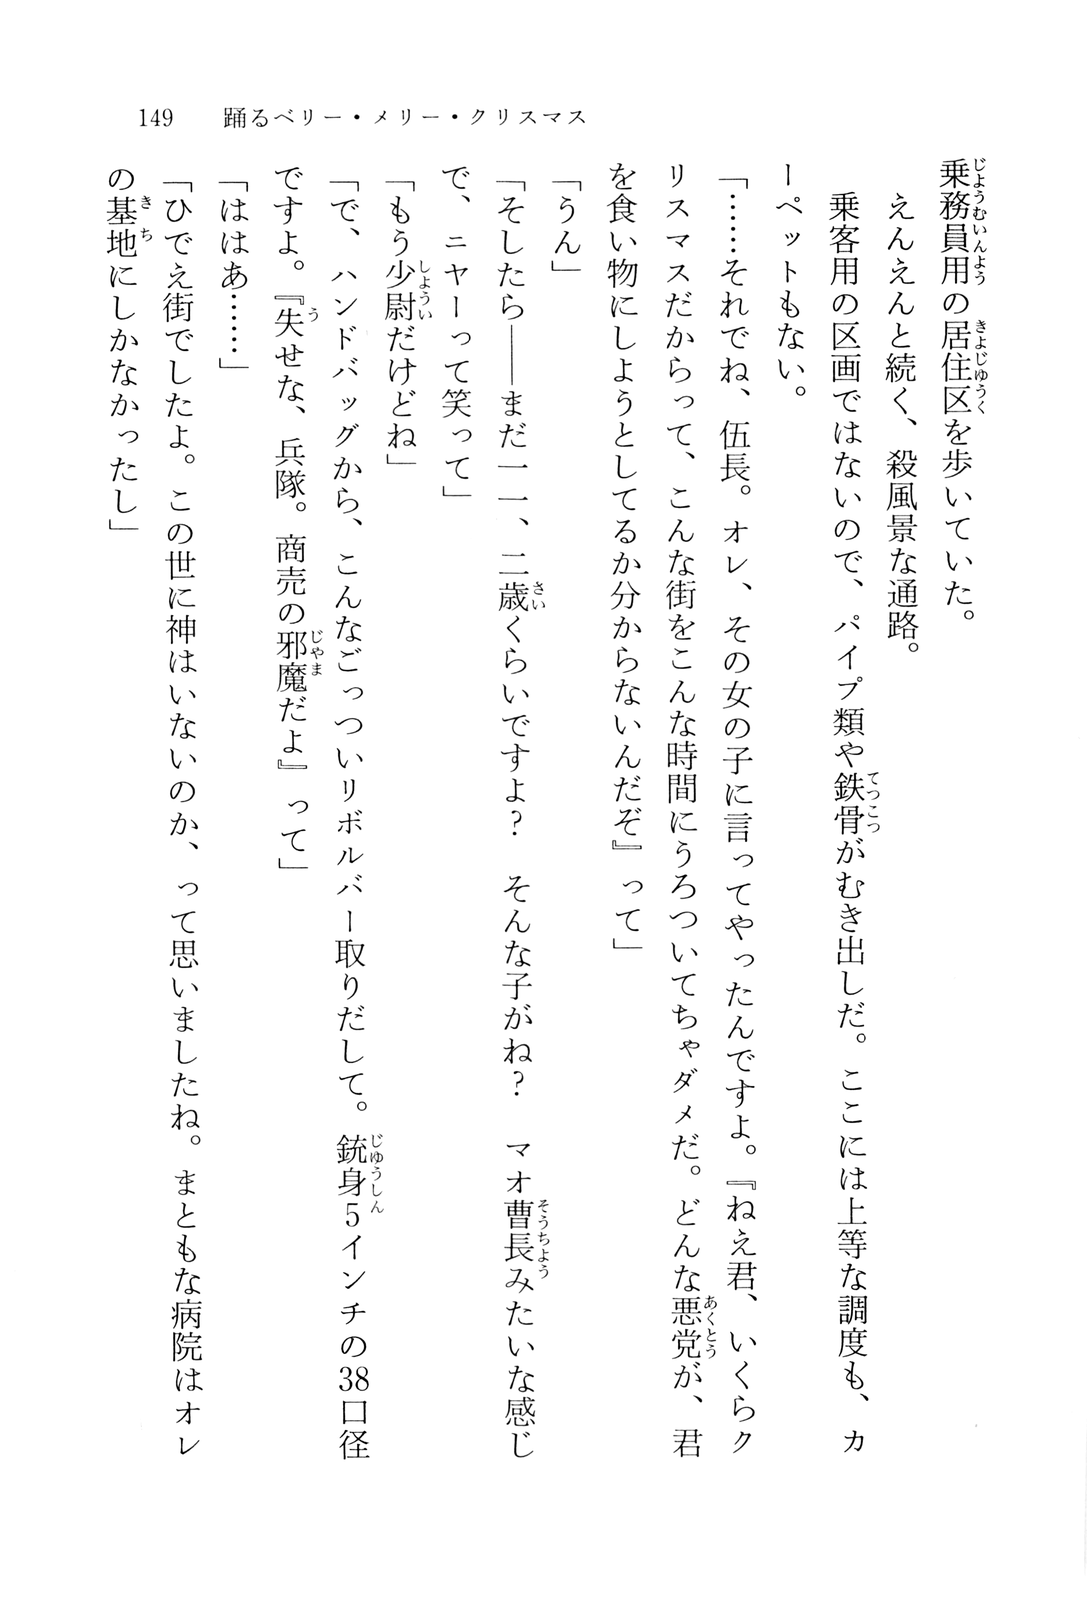 149　踊るベリー・メリー・クリスマス
乗務員用の居住区を歩いていた。
えんえんと続く、殺風景な通路。
乗客用の区画ではないので、パイプ類や鉄骨がむき出しだ。ここには上等な調度も、カ
ーペットもない。
「……それでね、伍長。オレ、その女の子に言ってやったんですよ。『ねえ君、いくらク
リスマスだからって、こんな街をこんな時間にうろついてちゃダメだ。どんな悪党が、君
を食い物にしようとしてるか分からないんだぞ』って」
「うん」
「そしたら――まだ一一、二歳くらいですよ？　そんな子がね？　マオ曹長みたいな感じ
で、ニヤーって笑って」
「もう少尉だけどね」
「で、ハンドバッグから、こんなごっついリボルバー取りだして。銃身5インチの38口径
ですよ。『失せな、兵隊。商売の邪魔だよ』って」
「ははあ……」
「ひでえ街でしたよ。この世に神はいないのか、って思いましたね。まともな病院はオレ
の基地にしかなかったし」